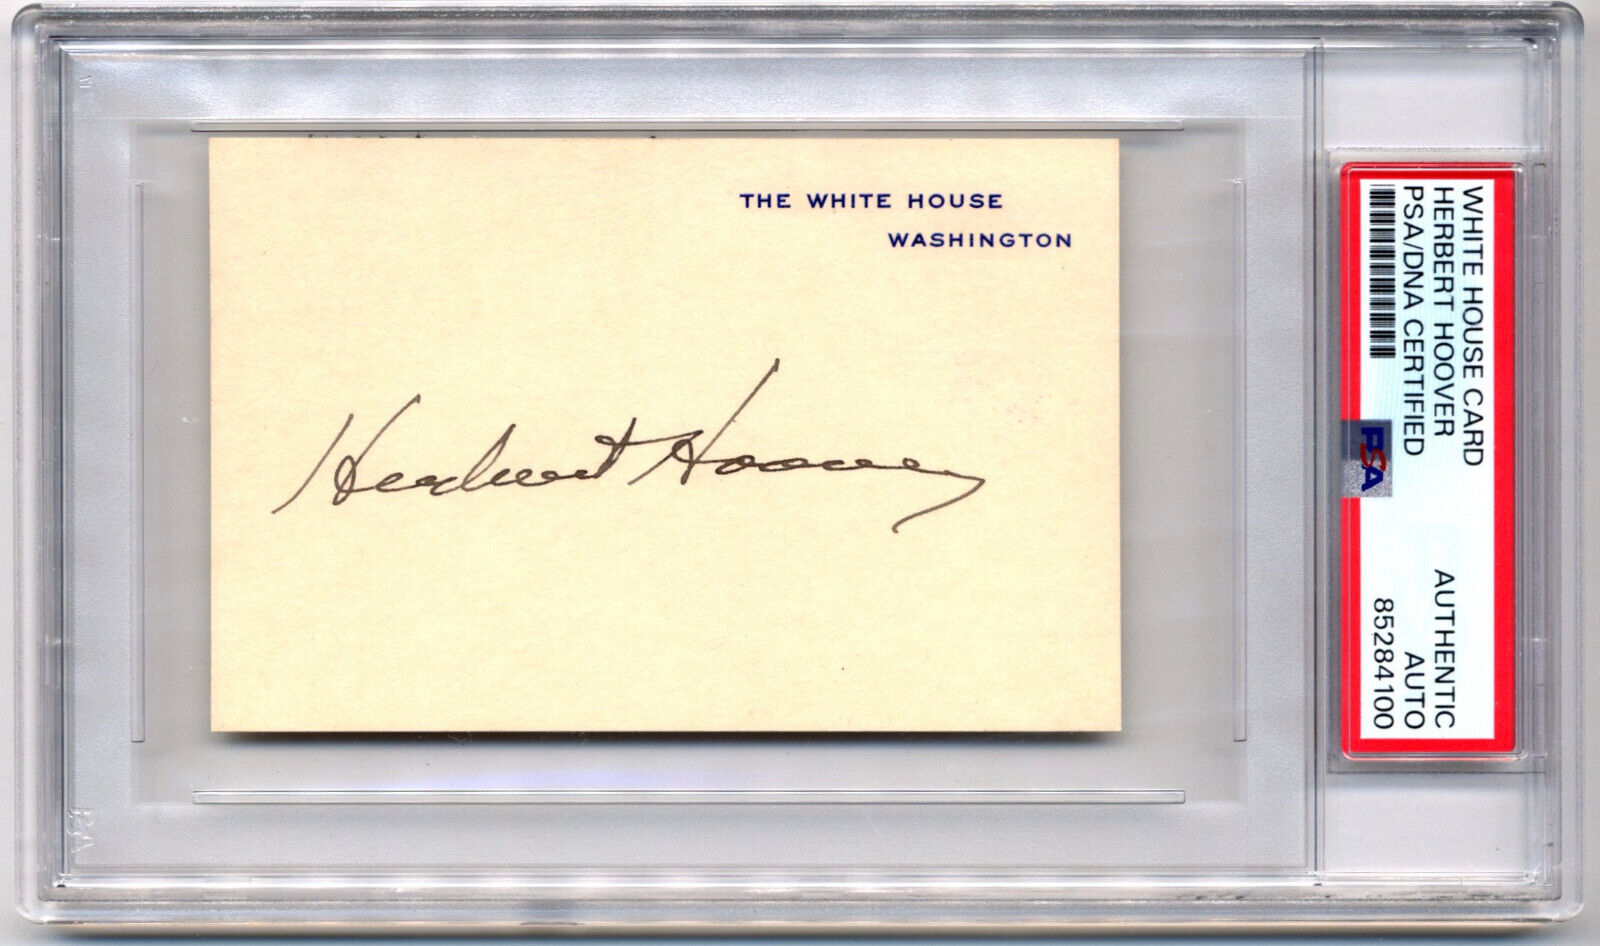 THE WHITE HOUSE
WASHINGTON
Herbert Hoover
WHITE HOUSE CARD
HERBERT HOOVER
PSA/DNA CERTIFIED
PSA
AUTHENTIC
AUTO
85284100